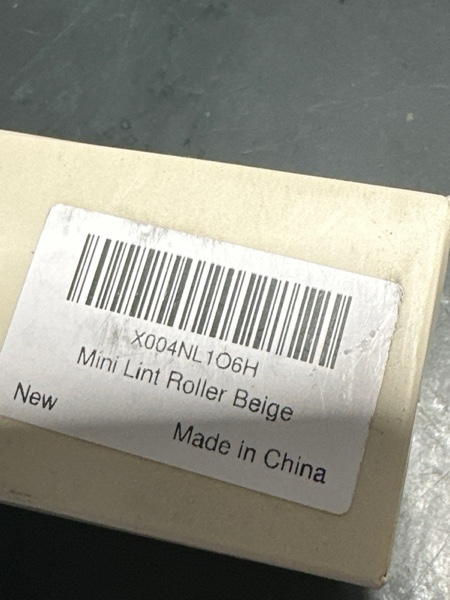 X004NL1O6H
Mini Lint Roller Beige
New
Made in China